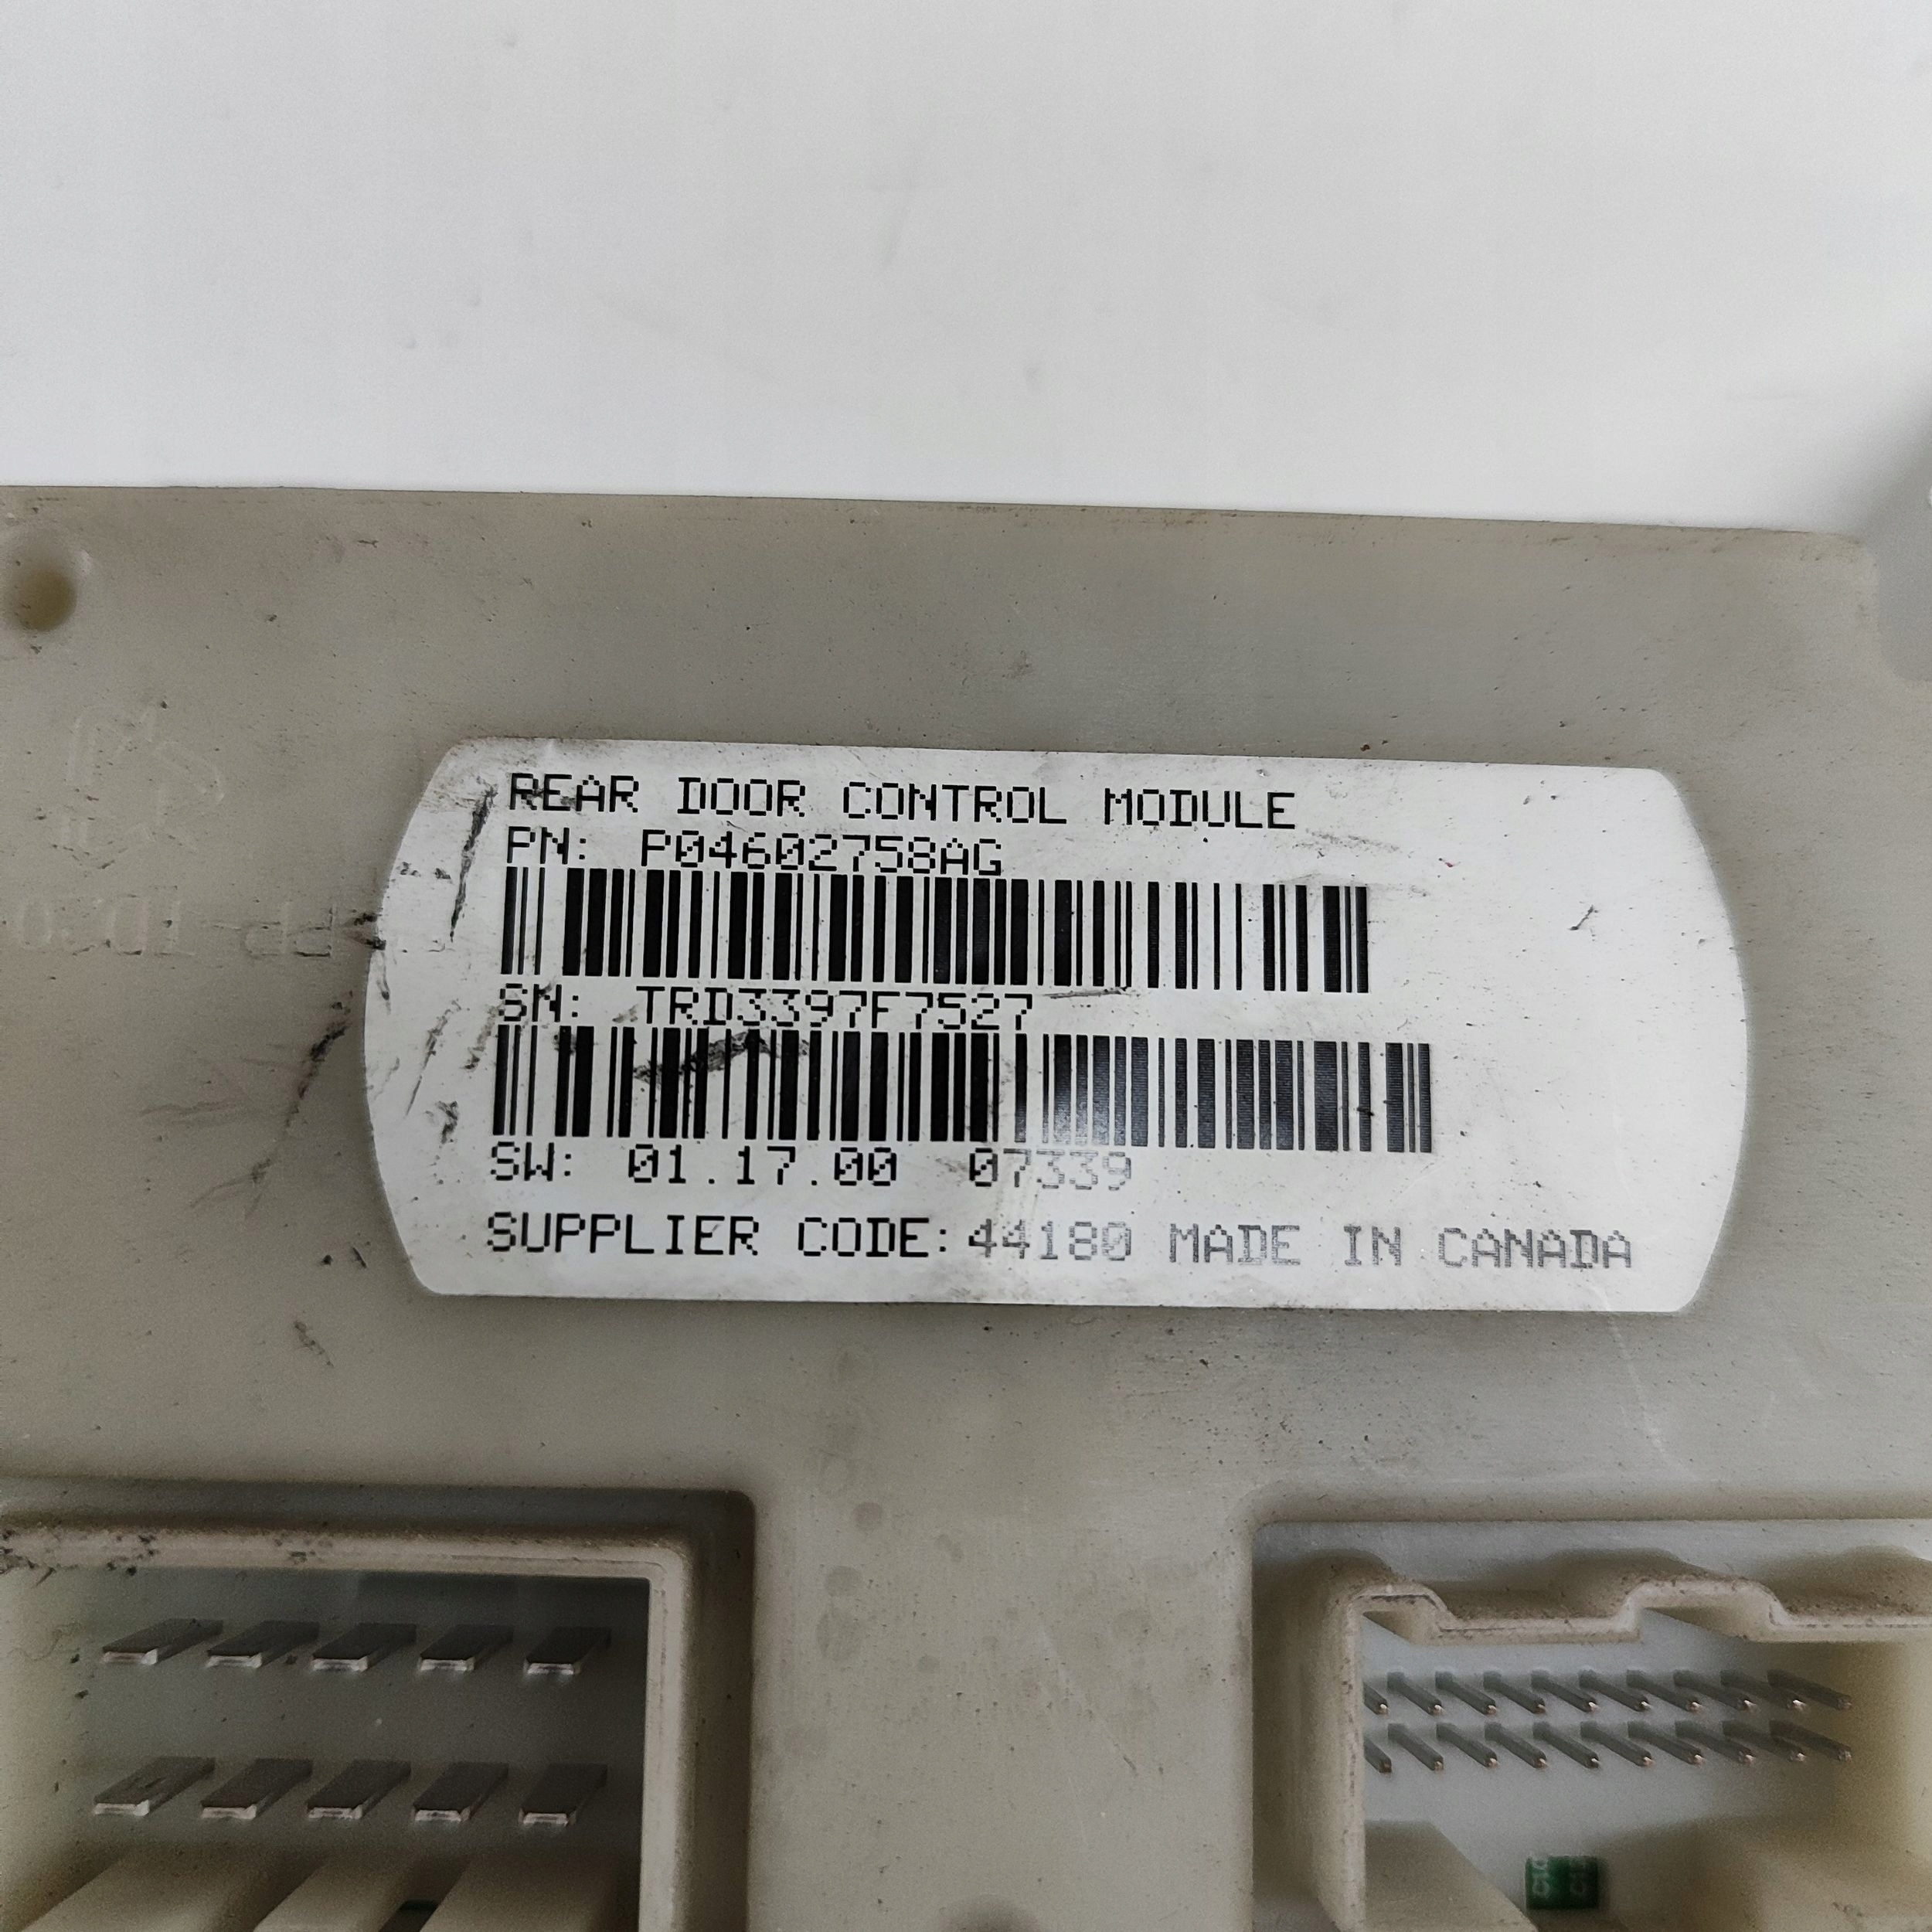 REAR DOOR CONTROL MODULE
PN: P04602758AG
SN: TRD3397F7527
SW: 01.17.00 07339
SUPPLIER CODE: 44180 MADE IN CANADA